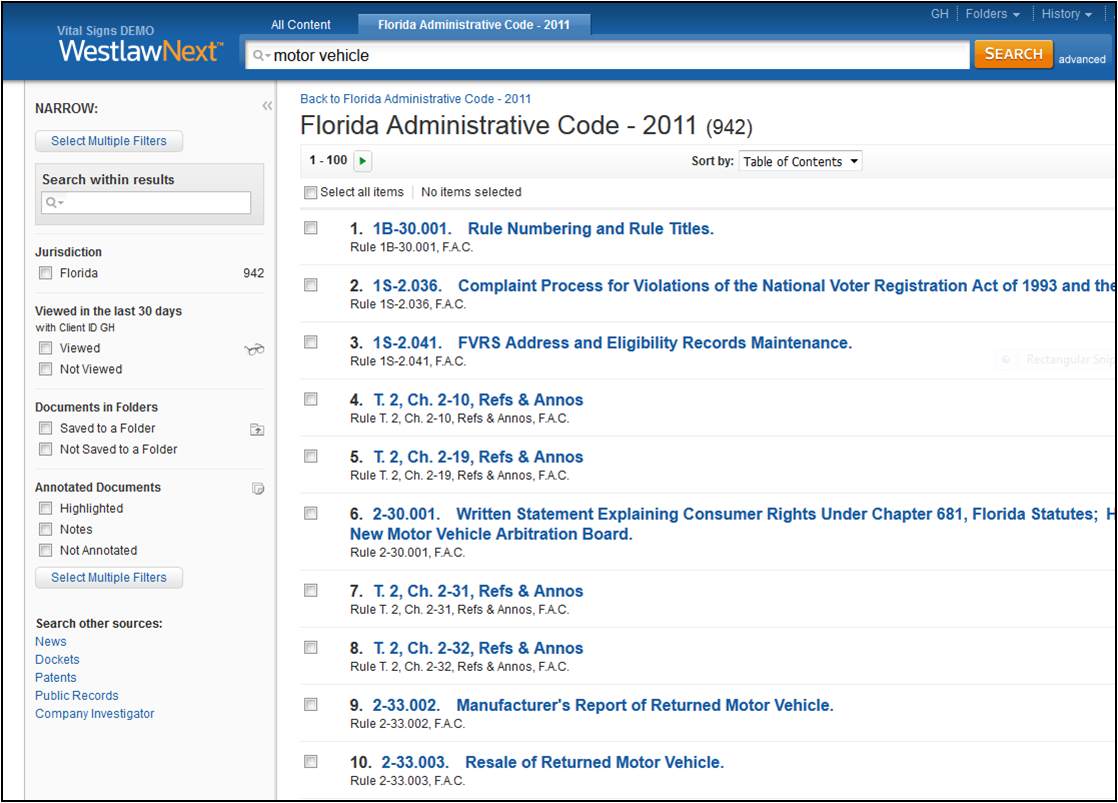 GH Folders History
All Content
Florida Administrative Code - 2011
Vital Signs DEMO
WestlawNext™
motor vehicle
SEARCH
advanced
NARROW:
Select Multiple Filters
Search within results
Jurisdiction
Florida 942
Viewed in the last 30 days
with Client ID GH
Viewed
Not Viewed
Documents in Folders
Saved to a Folder
Not Saved to a Folder
Annotated Documents
Highlighted
Notes
Not Annotated
Select Multiple Filters
Search other sources:
News
Dockets
Patents
Public Records
Company Investigator
Back to Florida Administrative Code - 2011
Florida Administrative Code - 2011 (942)
1 - 100
Sort by: Table of Contents
Select all items No items selected
1. 1B-30.001. Rule Numbering and Rule Titles.
Rule 1B-30.001, F.A.C.
2. 1S-2.036. Complaint Process for Violations of the National Voter Registration Act of 1993 and the
Rule 1S-2.036, F.A.C.
3. 1S-2.041. FVRS Address and Eligibility Records Maintenance.
Rule 1S-2.041, F.A.C.
Rectangular Snip
4. T. 2, Ch. 2-10, Refs & Annos
Rule T. 2, Ch. 2-10, Refs & Annos, F.A.C.
5. T. 2, Ch. 2-19, Refs & Annos
Rule T. 2, Ch. 2-19, Refs & Annos, F.A.C.
6. 2-30.001. Written Statement Explaining Consumer Rights Under Chapter 681, Florida Statutes; H
New Motor Vehicle Arbitration Board.
Rule 2-30.001, F.A.C.
7. T. 2, Ch. 2-31, Refs & Annos
Rule T. 2, Ch. 2-31, Refs & Annos, F.A.C.
8. T. 2, Ch. 2-32, Refs & Annos
Rule T. 2, Ch. 2-32, Refs & Annos, F.A.C.
9. 2-33.002. Manufacturer's Report of Returned Motor Vehicle.
Rule 2-33.002, F.A.C.
10. 2-33.003. Resale of Returned Motor Vehicle.
Rule 2-33.003, F.A.C.